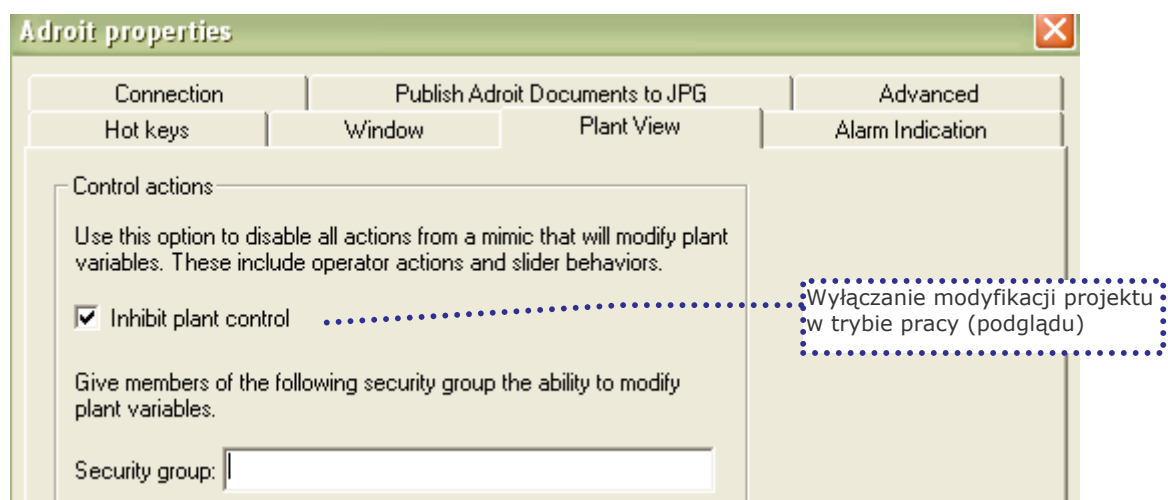 Adroit properties
Connection
Publish Adroit Documents to JPG
Advanced
Hot keys
Window
Plant View
Alarm Indication
Control actions
Use this option to disable all actions from a mimic that will modify plant
variables. These include operator actions and slider behaviors.
Inhibit plant control
Wyłączanie modyfikacji projektu
w trybie pracy (podglądu)
Give members of the following security group the ability to modify
plant variables.
Security group: